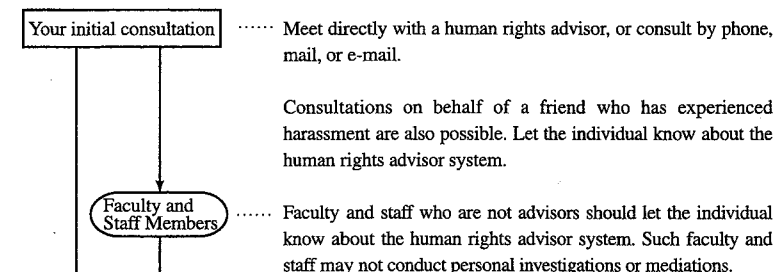 Your initial consultation ...... Meet directly with a human rights advisor, or consult by phone,
mail, or e-mail.
Consultations on behalf of a friend who has experienced
harassment are also possible. Let the individual know about the
human rights advisor system.
Faculty and
Staff Members ...... Faculty and staff who are not advisors should let the individual
know about the human rights advisor system. Such faculty and
staff may not conduct personal investigations or mediations.